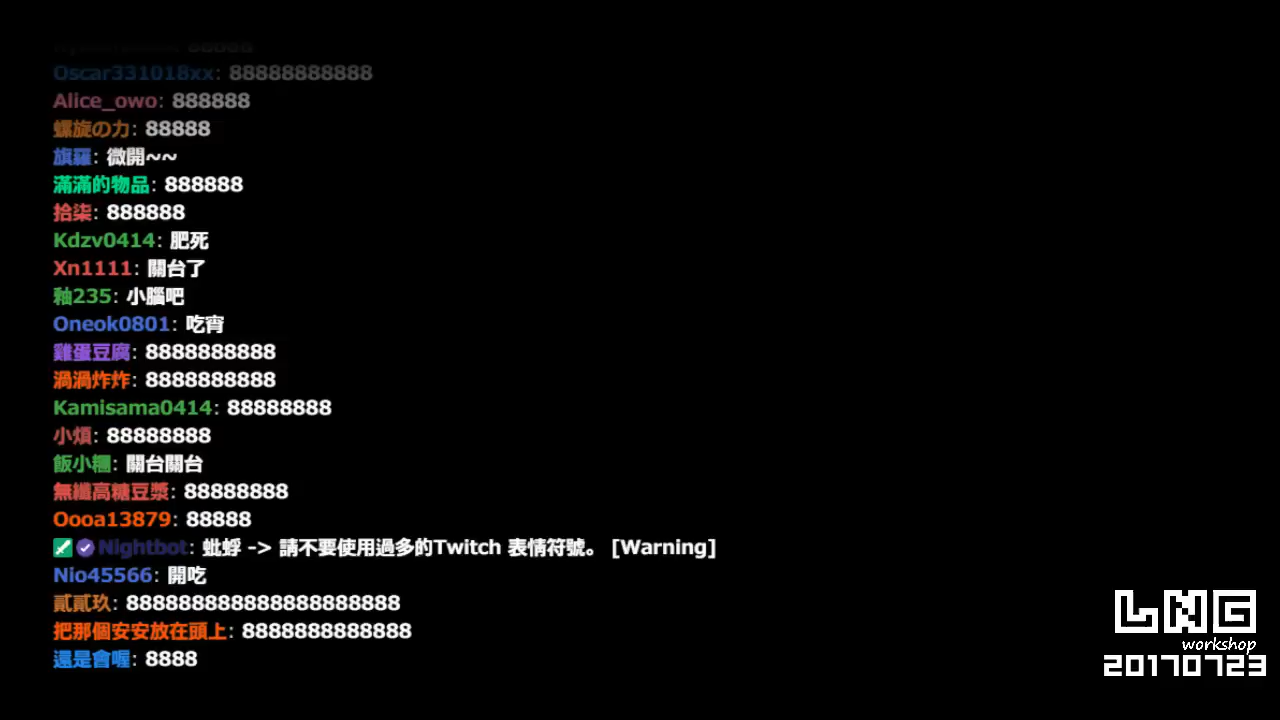 Oscar331018xx: 88888888888
Alice_owo: 888888
螺旋の力: 88888
旗羅: 微開~~
滿滿的物品: 888888
拾柒: 888888
Kdzv0414: 肥死
Xn1111: 關台了
釉235: 小腦吧
Oneok0801: 吃宵
雞蛋豆腐: 8888888888
渦渦炸炸: 8888888888
Kamisama0414: 88888888
小煩: 88888888
飯小糰: 關台關台
無纖高糖豆漿: 88888888
Oooa13879: 88888
Nightbot: 蚍蜉 -> 請不要使用過多的Twitch 表情符號。 [Warning]
Nio45566: 開吃
貳貳玖: 888888888888888888888
把那個安安放在頭上: 8888888888888
還是會喔: 8888
LNG
workshop
20170723